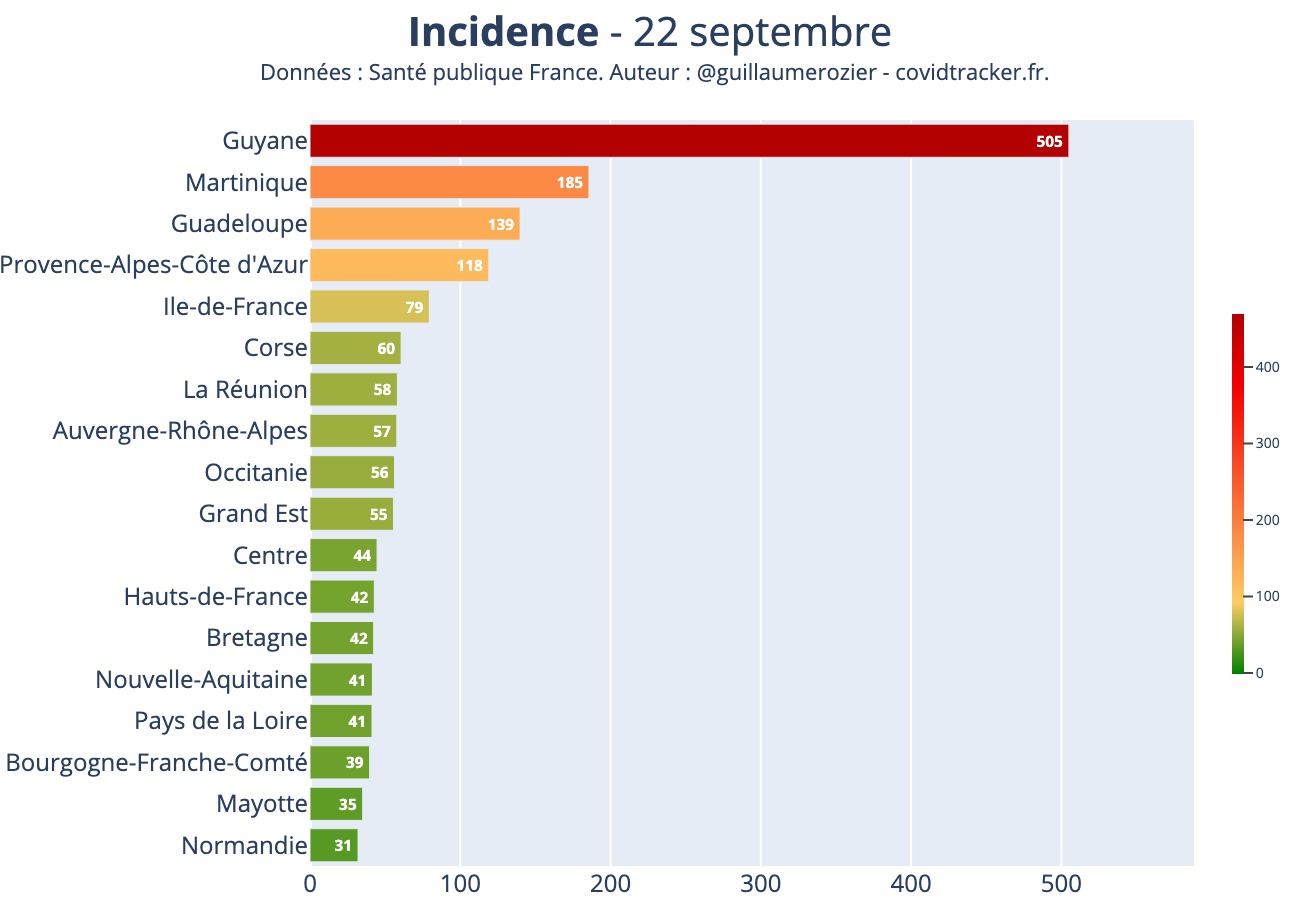 Incidence - 22 septembre
Données : Santé publique France. Auteur : @guillaumerozier - covidtracker.fr.
Guyane 505
Martinique 185
Guadeloupe 139
Provence-Alpes-Côte d'Azur 118
Ile-de-France 79
Corse 60
La Réunion 58
Auvergne-Rhône-Alpes 57
Occitanie 56
Grand Est 55
Centre 44
Hauts-de-France 42
Bretagne 42
Nouvelle-Aquitaine 41
Pays de la Loire 41
Bourgogne-Franche-Comté 39
Mayotte 35
Normandie 31
0 100 200 300 400 500
400
300
200
100
0